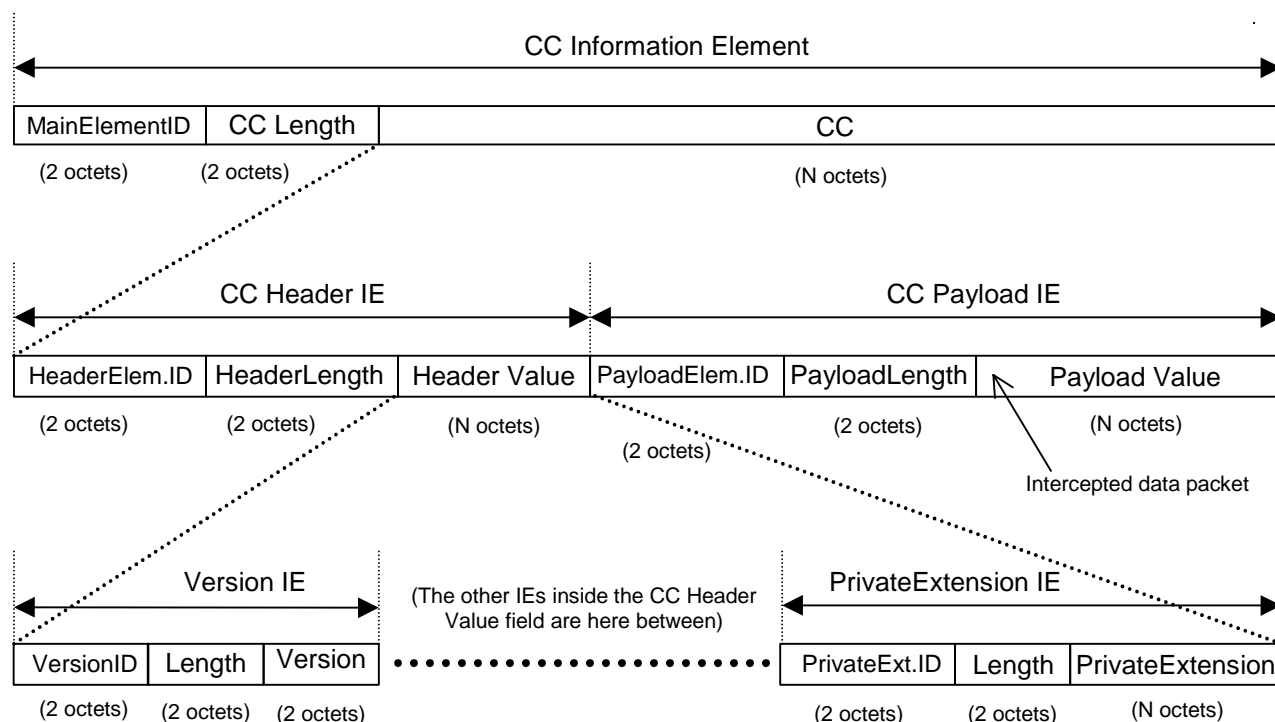 CC Information Element
MainElementID CC Length CC
(2 octets) (2 octets) (N octets)
CC Header IE CC Payload IE
HeaderElem.ID HeaderLength Header Value PayloadElem.ID PayloadLength Payload Value
(2 octets) (2 octets) (N octets) (2 octets) (2 octets) (N octets)
Intercepted data packet
Version IE
(The other IEs inside the CC Header
Value field are here between)
PrivateExtension IE
VersionID Length Version PrivateExt.ID Length PrivateExtension
(2 octets) (2 octets) (2 octets) (2 octets) (2 octets) (N octets)